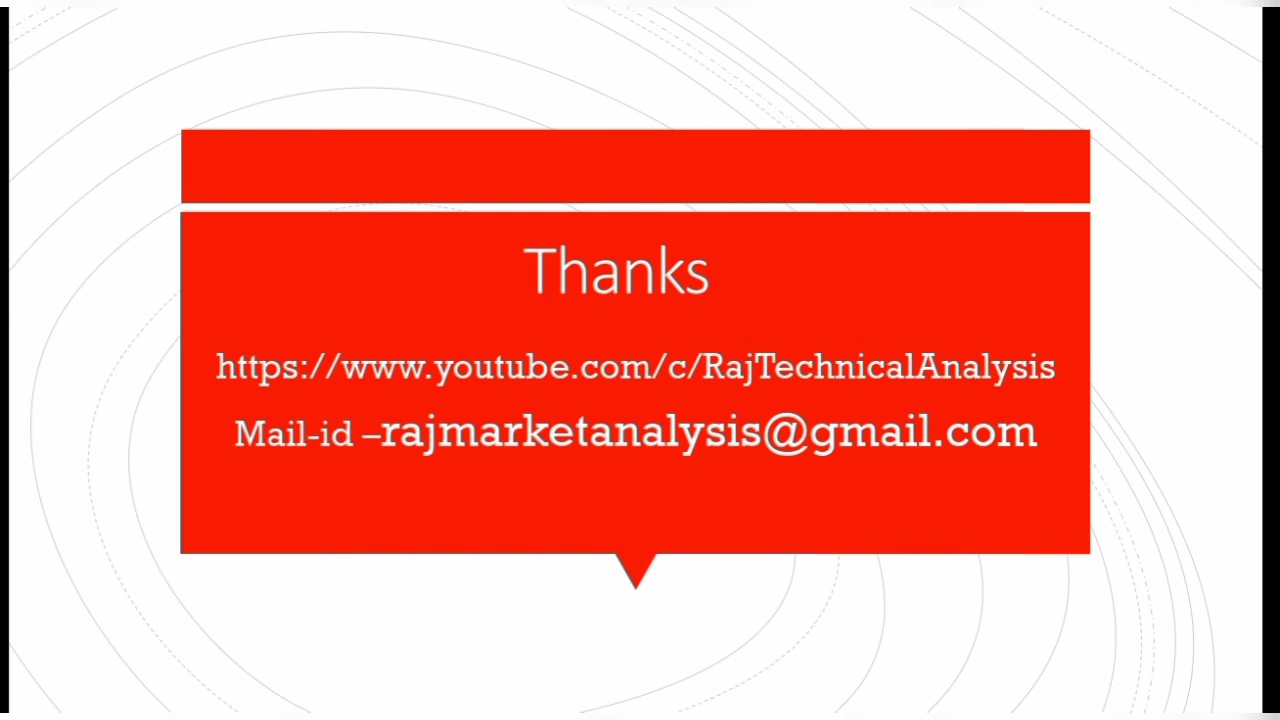 Thanks
https://www.youtube.com/c/RajTechnicalAnalysis
Mail-id –rajmarketanalysis@gmail.com